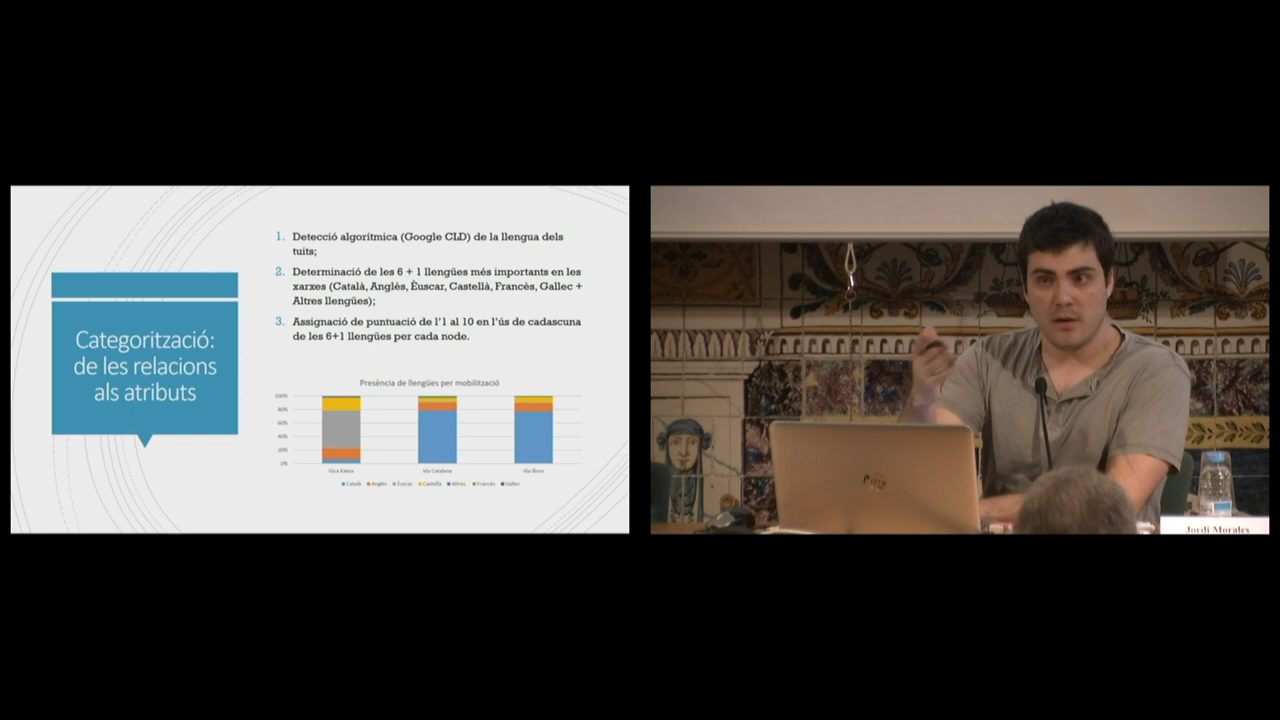 Categorització:
de les relacions
als atributs
1. Detecció algorítmica (Google CLD) de la llengua dels
tuits;
2. Determinació de les 6 + 1 llengües més importants en les
xarxes (Català, Anglès, Èuscar, Castellà, Francès, Gallec +
Altres llengües);
3. Assignació de puntuació de l'1 al 10 en l'ús de cadascuna
de les 6+1 llengües per cada node.
Presència de llengües per mobilització
100%
80%
60%
40%
20%
0%
Giza Katea Via Catalana Via lliure
Català Anglès Èuscar Castellà Altres Francès Gallec
Jordi Morales